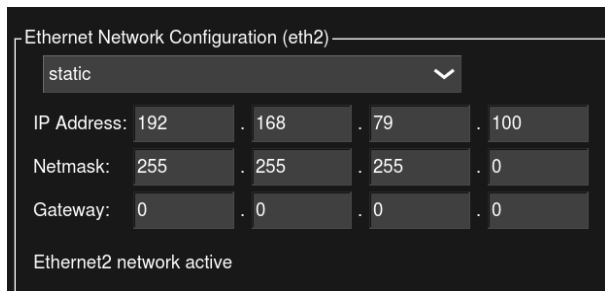 Ethernet Network Configuration (eth2)
static
IP Address: 192 . 168 . 79 . 100
Netmask: 255 . 255 . 255 . 0
Gateway: 0 . 0 . 0 . 0
Ethernet2 network active